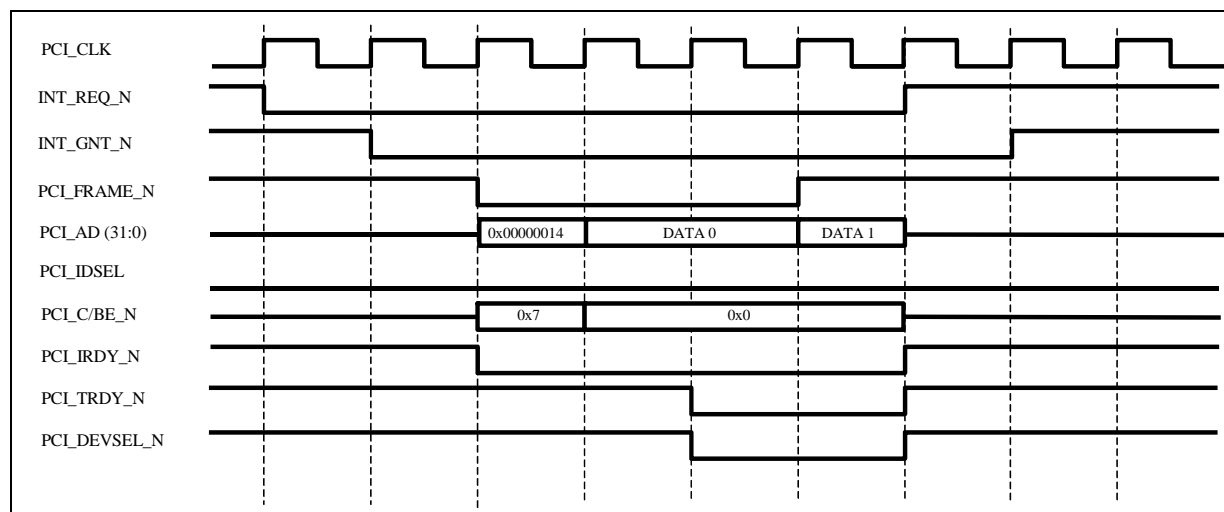 PCI_CLK
INT_REQ_N
INT_GNT_N
PCI_FRAME_N
PCI_AD (31:0) 0x00000014 DATA 0 DATA 1
PCI_IDSEL
PCI_C/BE_N 0x7 0x0
PCI_IRDY_N
PCI_TRDY_N
PCI_DEVSEL_N